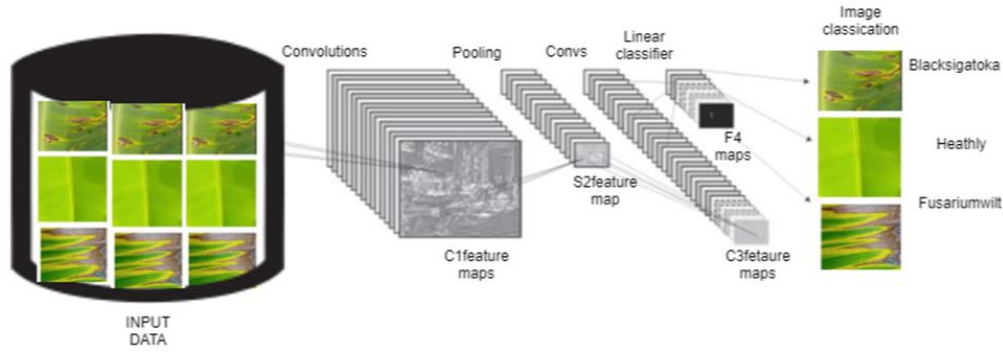 Image
classication
Convolutions
Pooling
Convs
Linear
classifier
Blacksigatoka
F4
maps
Heathly
S2feature
map
Fusariumwilt
C1feature
maps
C3fetaure
maps
INPUT
DATA